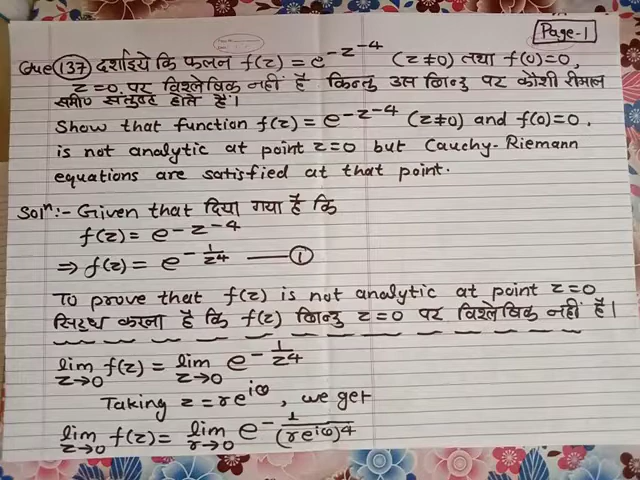 Page-1
Que 137 दर्शाइये कि फलन f(z) = e^-z^-4 (z≠0) तथा f(0)=0,
z=0 पर विश्लेषिक नहीं है किन्तु उस बिन्दु पर कौशी रीमान
समी० सन्तुष्ट होते हैं।
Show that function f(z) = e^-z^-4 (z≠0) and f(0)=0.
is not analytic at point z=0 but Cauchy-Riemann
equations are satisfied at that point.
Solⁿ:- Given that दिया गया है कि
f(z) = e^-z^-4
⇒ f(z) = e^-1/z4 —— ①
To prove that f(z) is not analytic at point z=0
सिद्ध करना है कि f(z) बिन्दु z=0 पर विश्लेषिक नहीं है।
lim z→0 f(z) = lim z→0 e^-1/z4
Taking z=re^iθ, we get
lim z→0 f(z) = lim r→0 e^-1/(re^iθ)4